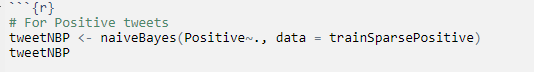 ```{r}
# For Positive tweets
tweetNBP <- naiveBayes(Positive~., data = trainSparsePositive)
tweetNBP